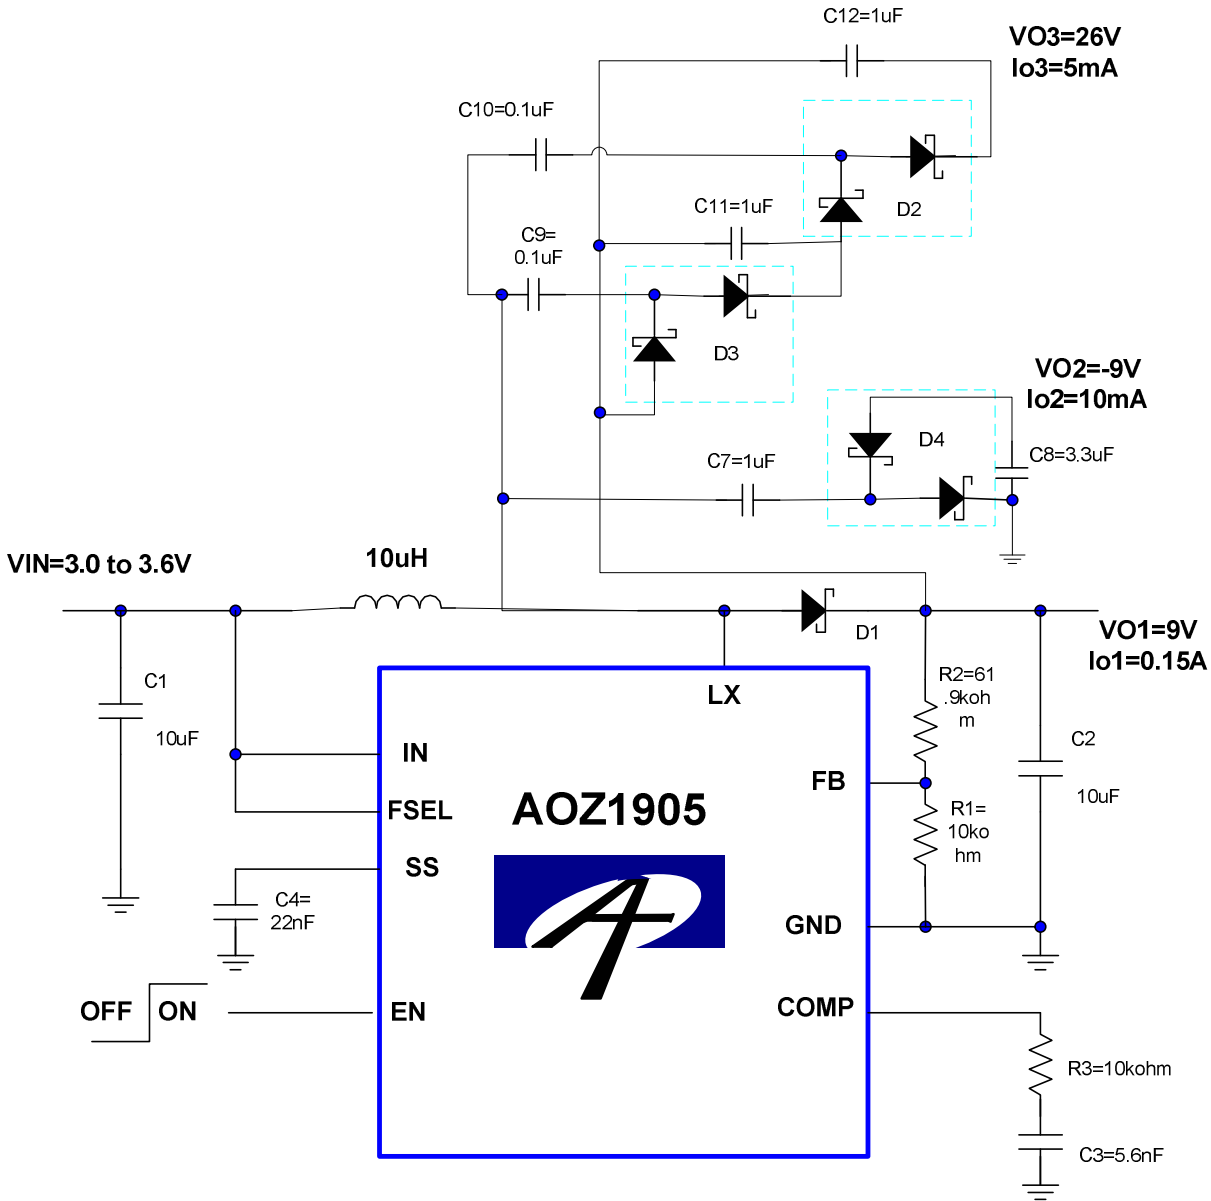 C12=1uF
VO3=26V
Io3=5mA
C10=0.1uF
C11=1uF
D2
C9=
0.1uF
D3
VO2=-9V
Io2=10mA
D4
C7=1uF
C8=3.3uF
VIN=3.0 to 3.6V
10uH
D1
VO1=9V
Io1=0.15A
C1
10uF
LX
R2=61
.9koh
m
C2
10uF
IN
FB
FSEL
AOZ1905
R1=
10ko
hm
SS
C4=
22nF
GND
OFF
ON
EN
COMP
R3=10kohm
C3=5.6nF